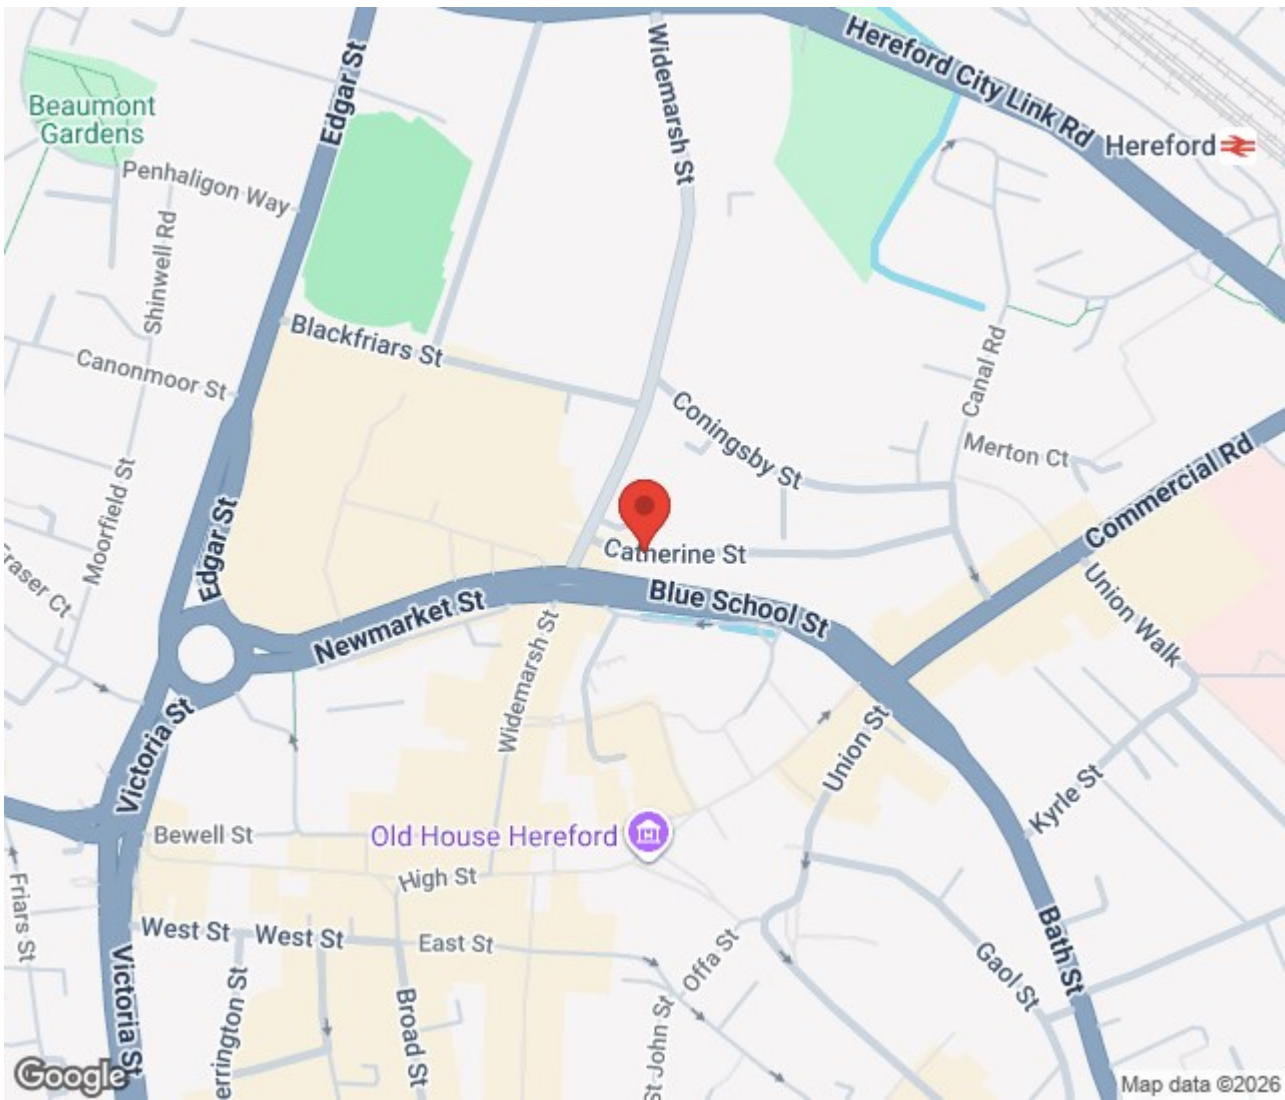 Hereford City Link Rd
Widemarsh St
Edgar St
Beaumont
Gardens
Hereford
Penhaligon Way
Shinwell Rd
Blackfriars St
Canonmoor St
Canal Rd
Coningsby St
Merton Ct
Commercial Rd
Moorfield St
Edgar St
Catherine St
Fraser Ct
Blue School St
Union Walk
Newmarket St
Widemarsh St
Victoria St
Union St
Kyrle St
Bewell St
Old House Hereford
High St
Friars St
West St
West St
East St
Offa St
Gaol St
Bath St
Victoria St
errington St
Broad St
St John St
Google
Map data ©2026